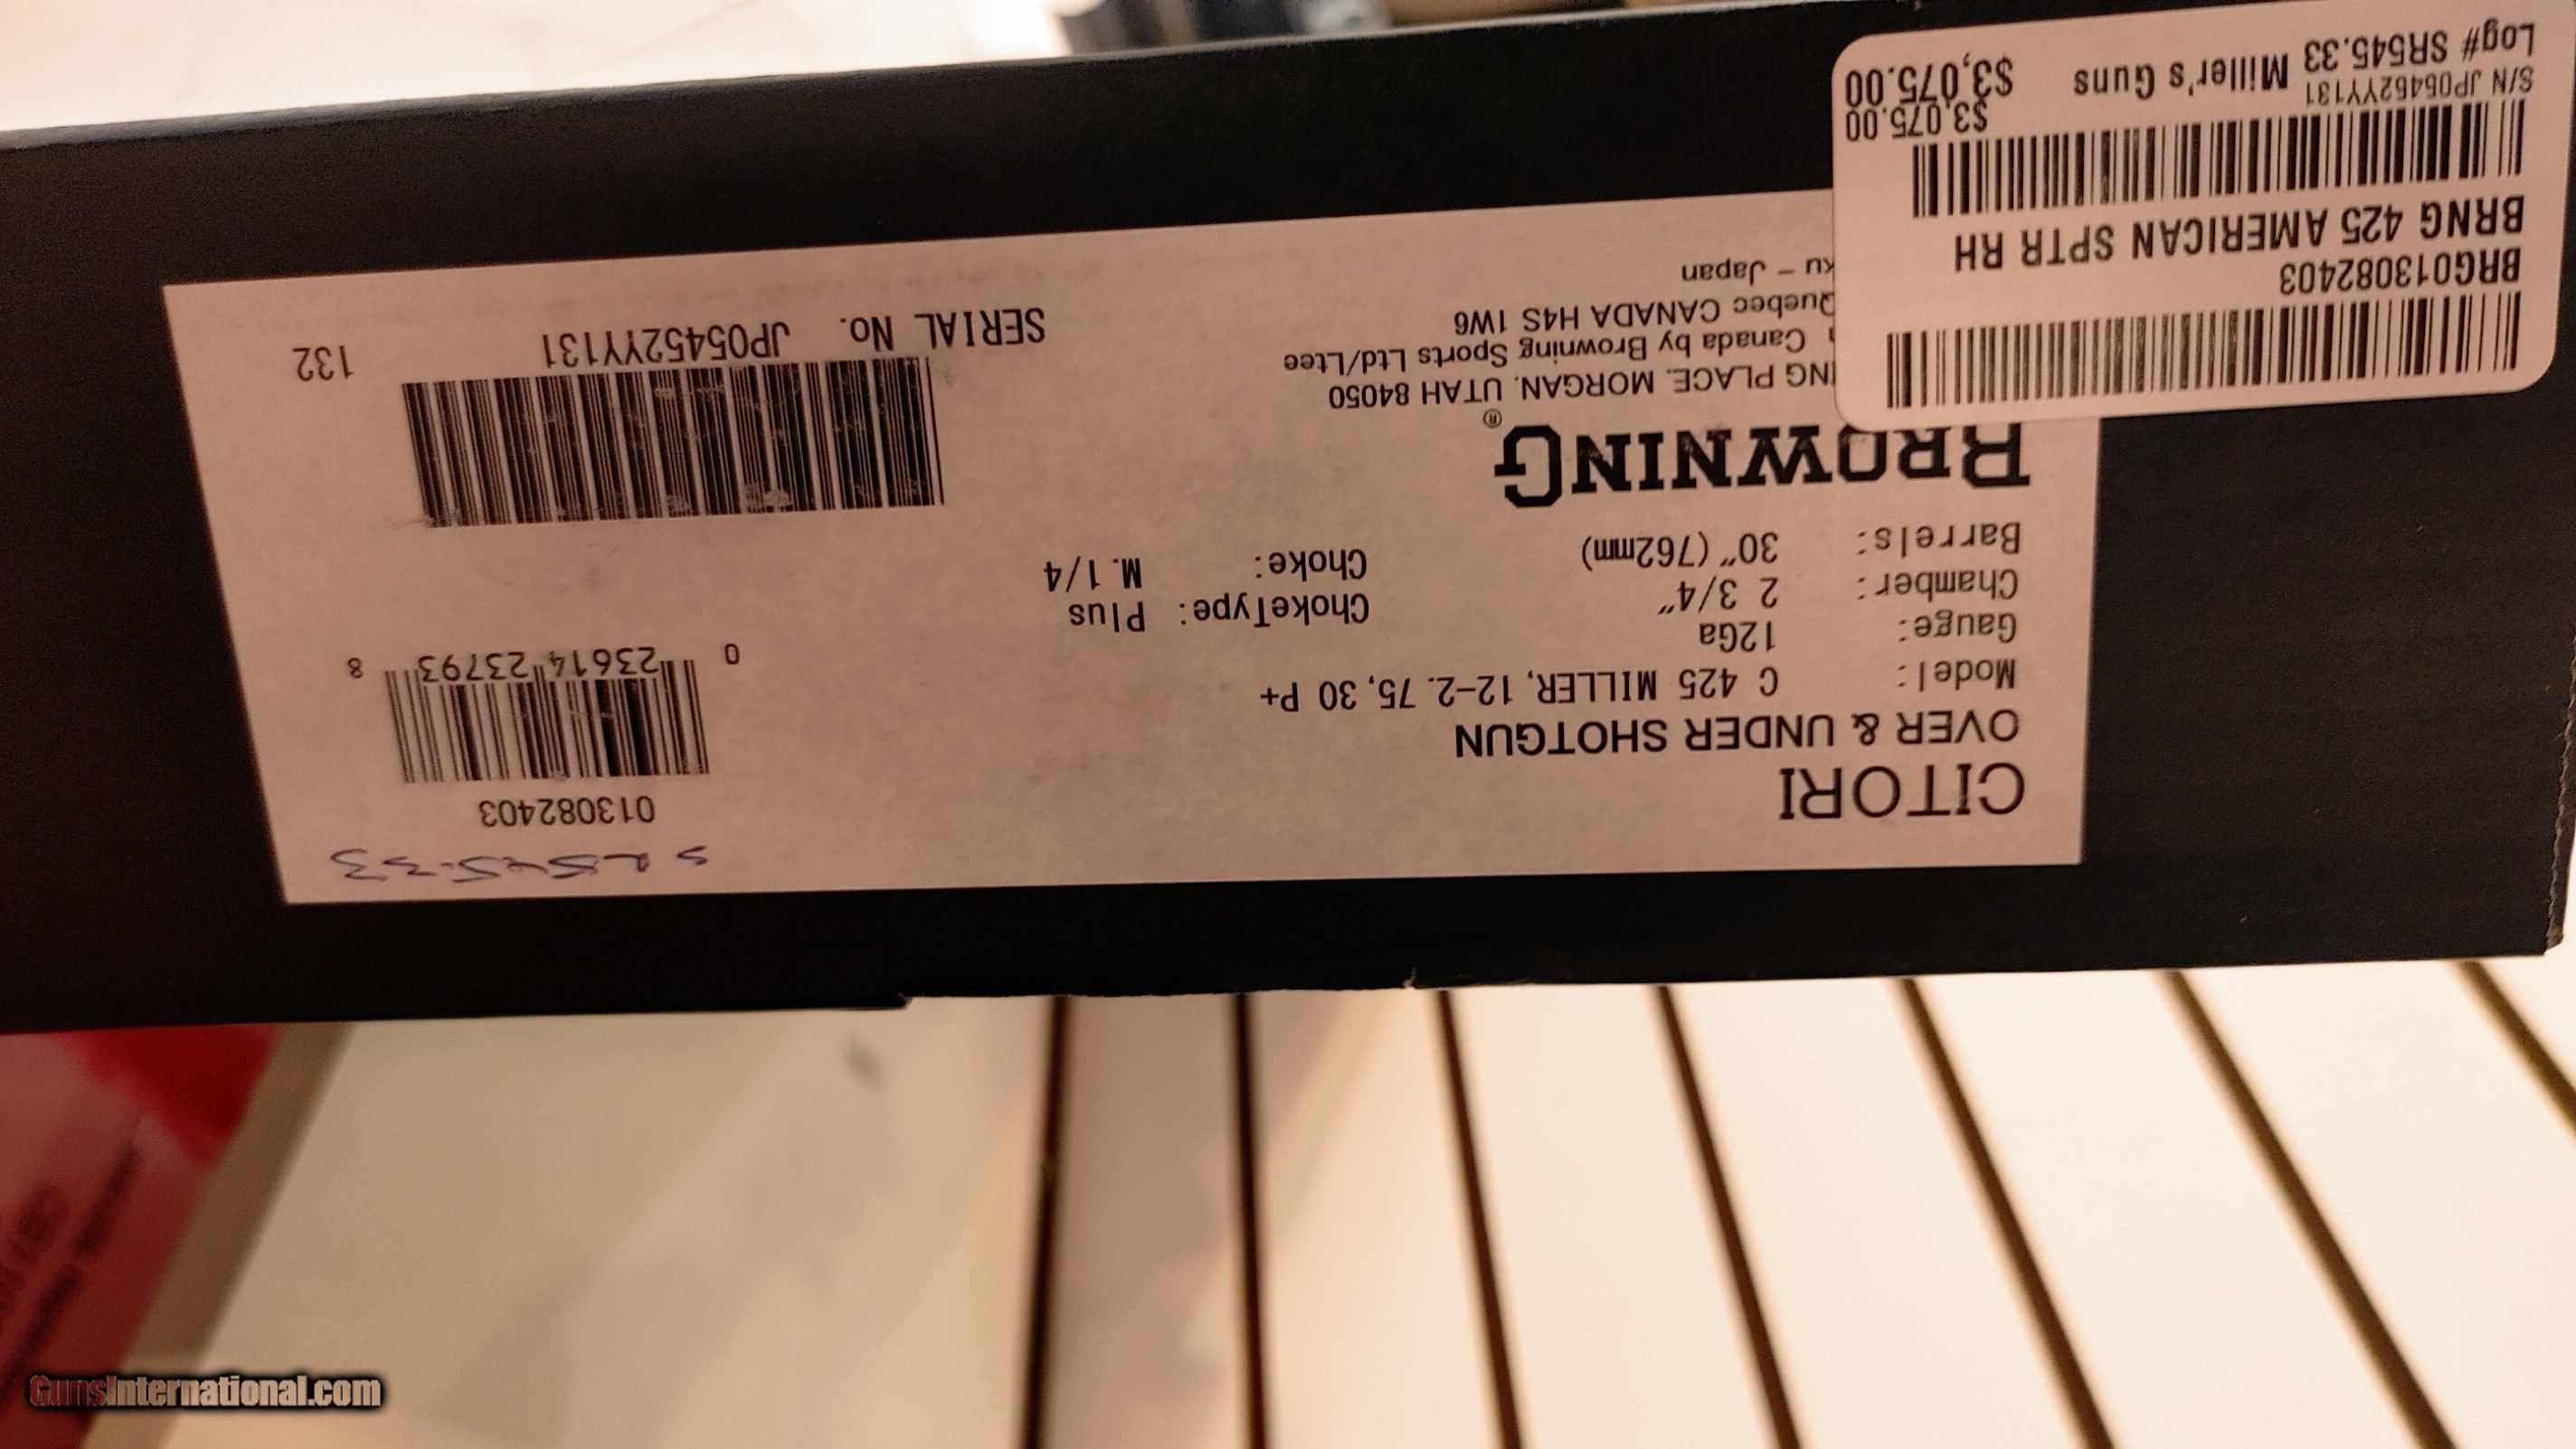 CITORI
OVER & UNDER SHOTGUN
Model: C 425 MILLER, 12-2. 75, 30 P+
Gauge: 12Ga
Chamber: 2 3/4" ChokeType: Plus
Barrels: 30" (762mm) Choke: M. 1/4
BROWNING®
PLACE. MORGAN. UTAH 84050
Canada by Browning Sports Ltd/Ltee
Quebec CANADA H4S 1W6
- Japan
013082403
0 23614 23793 8
SERIAL No. JP05452YY131 132
BRG013082403
BRNG 425 AMERICAN SPTR RH
$3,075.00
S/N JP05452YY131
Log# SR545.33 Miller's Guns $3,075.00
GunsInternational.com